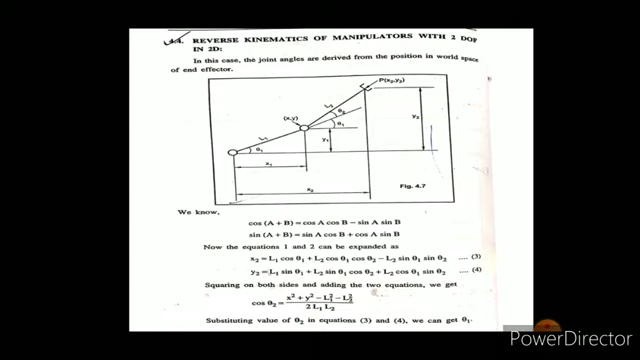 4.4. REVERSE KINEMATICS OF MANIPULATORS WITH 2 DOF
IN 2D:
In this case, the joint angles are derived from the position in world space
of end effector.
P(x₂,y₂)
L₂
θ₂
(x,y)
θ₁
L₁
θ₁
y₁
y₂
x₁
x₂
Fig. 4.7
We know,
cos (A + B) = cos A cos B − sin A sin B
sin (A + B) = sin A cos B + cos A sin B
Now the equations 1 and 2 can be expanded as
x₂ = L₁ cos θ₁ + L₂ cos θ₁ cos θ₂ − L₂ sin θ₁ sin θ₂ .... (3)
y₂ = L₁ sin θ₁ + L₂ sin θ₁ cos θ₂ + L₂ cos θ₁ sin θ₂ .... (4)
Squaring on both sides and adding the two equations, we get
cos θ₂ = (x² + y² − L₁² − L₂²) / (2 L₁ L₂)
Substituting value of θ₂ in equations (3) and (4), we can get θ₁.
PowerDirector